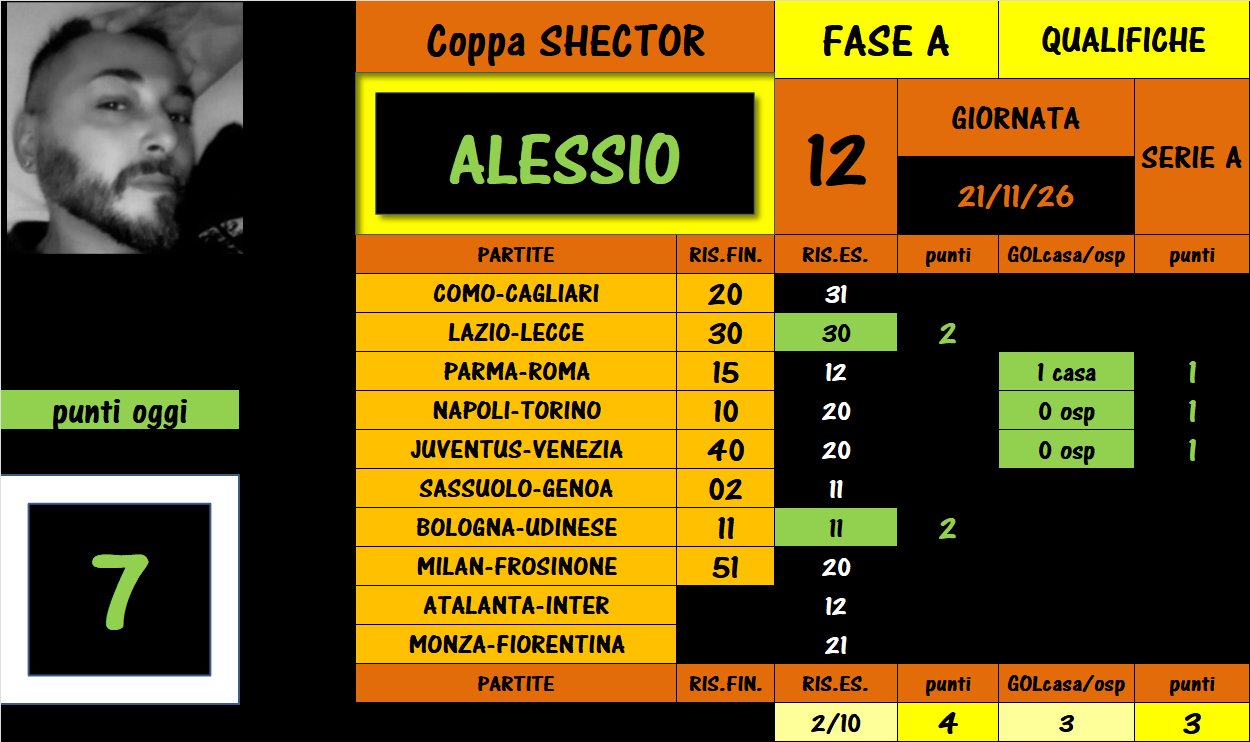 Coppa SHECTOR FASE A QUALIFICHE
ALESSIO 12 GIORNATA SERIE A
21/11/26
PARTITE RIS.FIN. RIS.ES. punti GOLcasa/osp punti
COMO-CAGLIARI 20 31
LAZIO-LECCE 30 30 2
PARMA-ROMA 15 12 1 casa 1
NAPOLI-TORINO 10 20 0 osp 1
JUVENTUS-VENEZIA 40 20 0 osp 1
SASSUOLO-GENOA 02 11
BOLOGNA-UDINESE 11 11 2
MILAN-FROSINONE 51 20
ATALANTA-INTER 12
MONZA-FIORENTINA 21
PARTITE RIS.FIN. RIS.ES. punti GOLcasa/osp punti
2/10 4 3 3
punti oggi
7